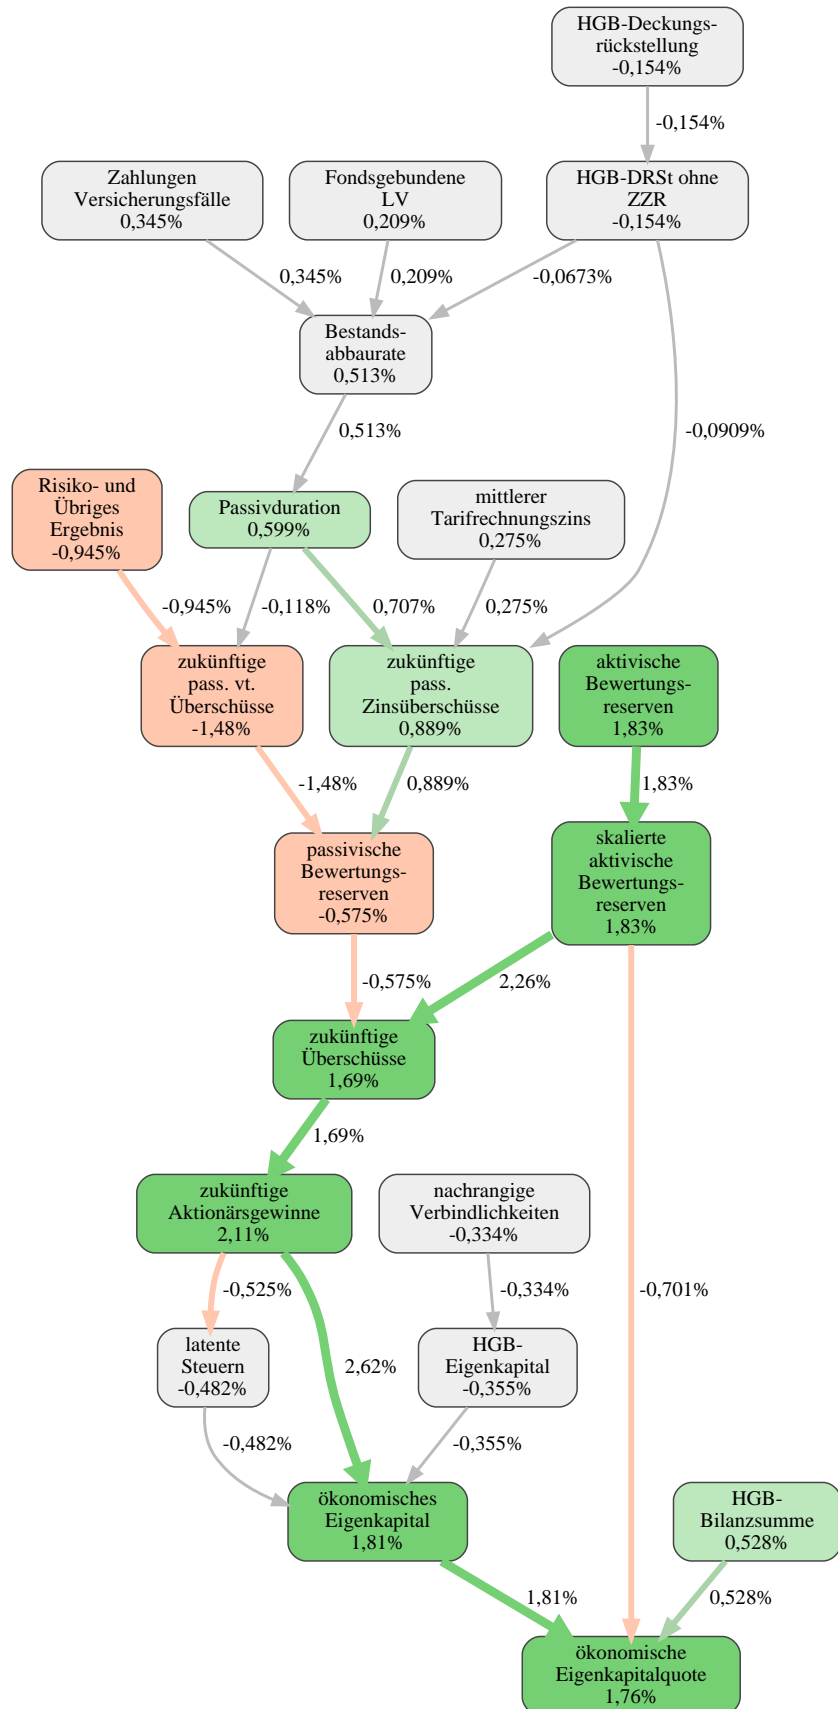 HGB-Deckungs-
rückstellung
-0,154%
-0,154%
Zahlungen
Versicherungsfälle
0,345%
Fondsgebundene
LV
0,209%
HGB-DRSt ohne
ZZR
-0,154%
0,345%
0,209%
-0,0673%
Bestands-
abbaurate
0,513%
0,513%
-0,0909%
Risiko- und
Übriges
Ergebnis
-0,945%
Passivduration
0,599%
mittlerer
Tarifrechnungszins
0,275%
-0,945%
-0,118%
0,707%
0,275%
zukünftige
pass. vt.
Überschüsse
-1,48%
zukünftige
pass.
Zinsüberschüsse
0,889%
aktivische
Bewertungs-
reserven
1,83%
-1,48%
0,889%
1,83%
passivische
Bewertungs-
reserven
-0,575%
skalierte
aktivische
Bewertungs-
reserven
1,83%
-0,575%
2,26%
zukünftige
Überschüsse
1,69%
1,69%
zukünftige
Aktionärsgewinne
2,11%
nachrangige
Verbindlichkeiten
-0,334%
-0,525%
-0,334%
-0,701%
latente
Steuern
-0,482%
2,62%
HGB-
Eigenkapital
-0,355%
-0,482%
-0,355%
ökonomisches
Eigenkapital
1,81%
HGB-
Bilanzsumme
0,528%
1,81%
0,528%
ökonomische
Eigenkapitalquote
1,76%